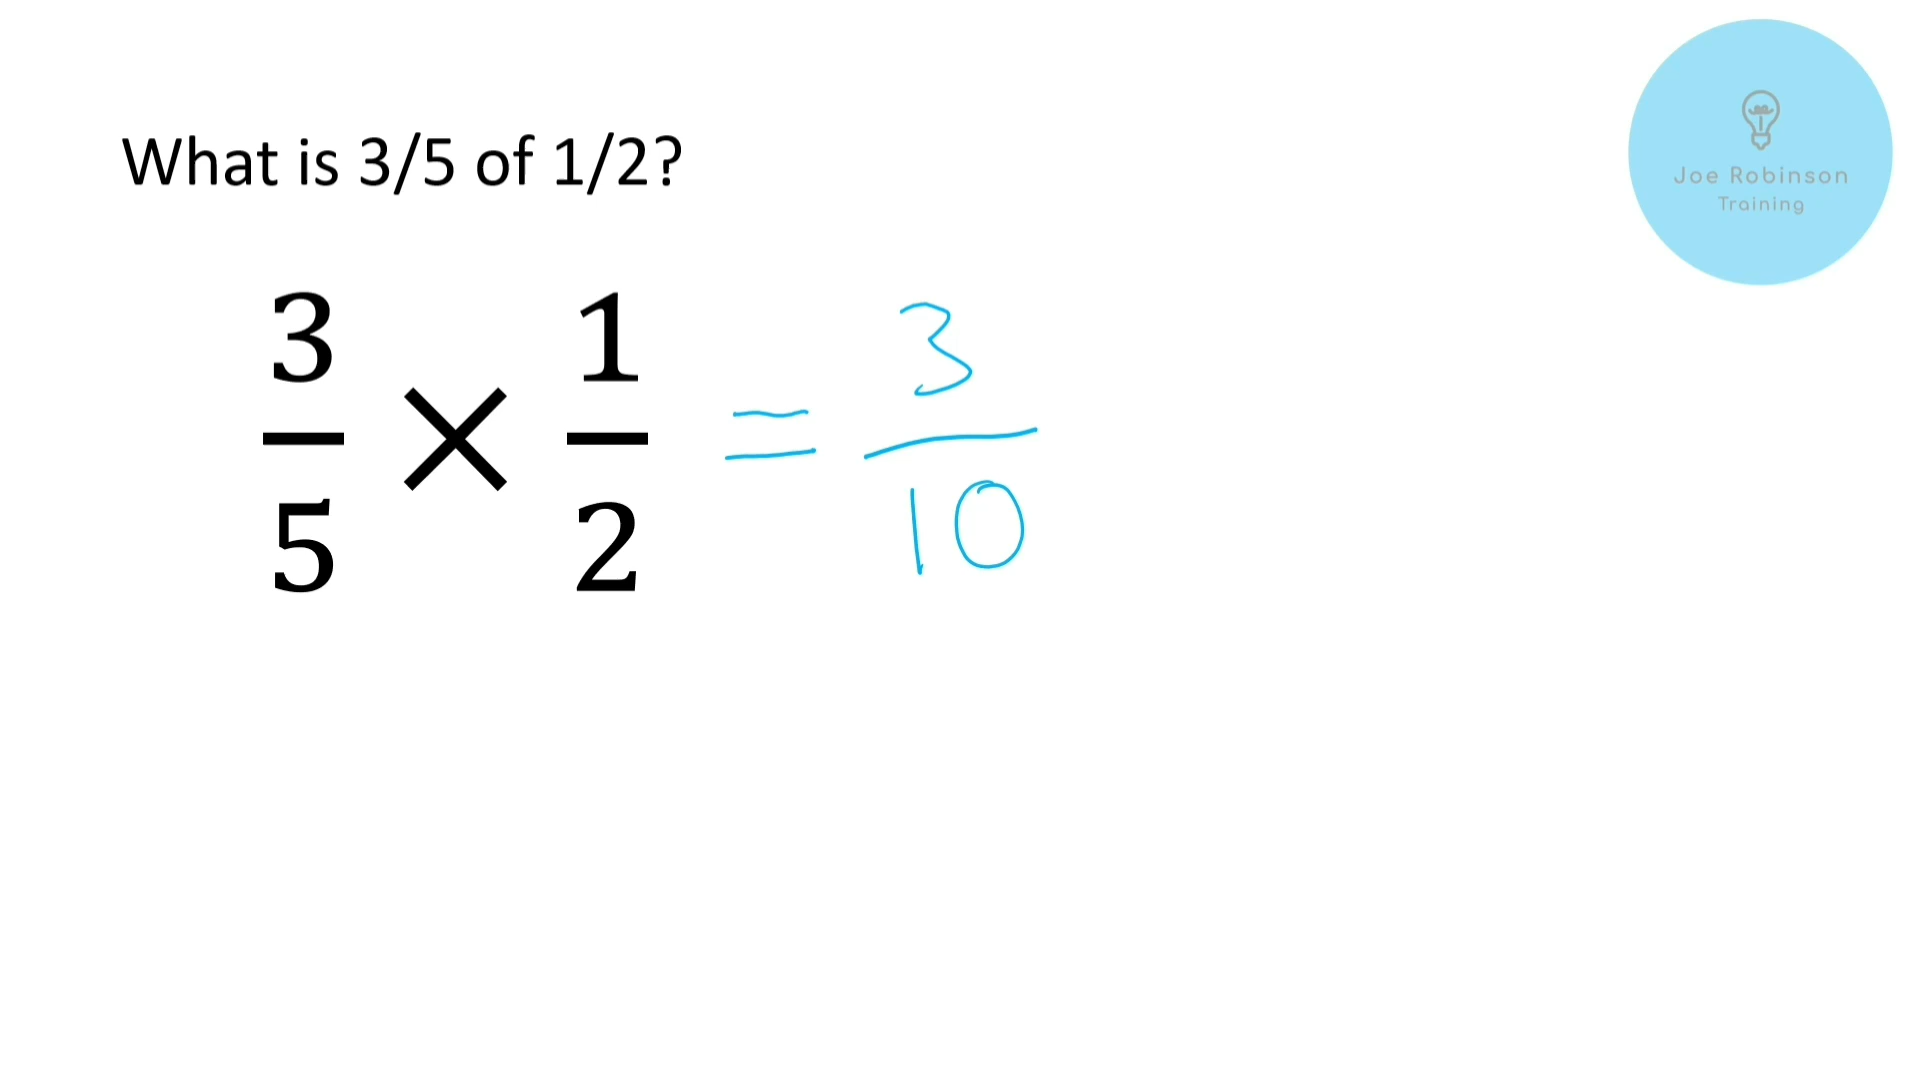 What is 3/5 of 1/2?
3/5 × 1/2 = 3/10
Joe Robinson
Training